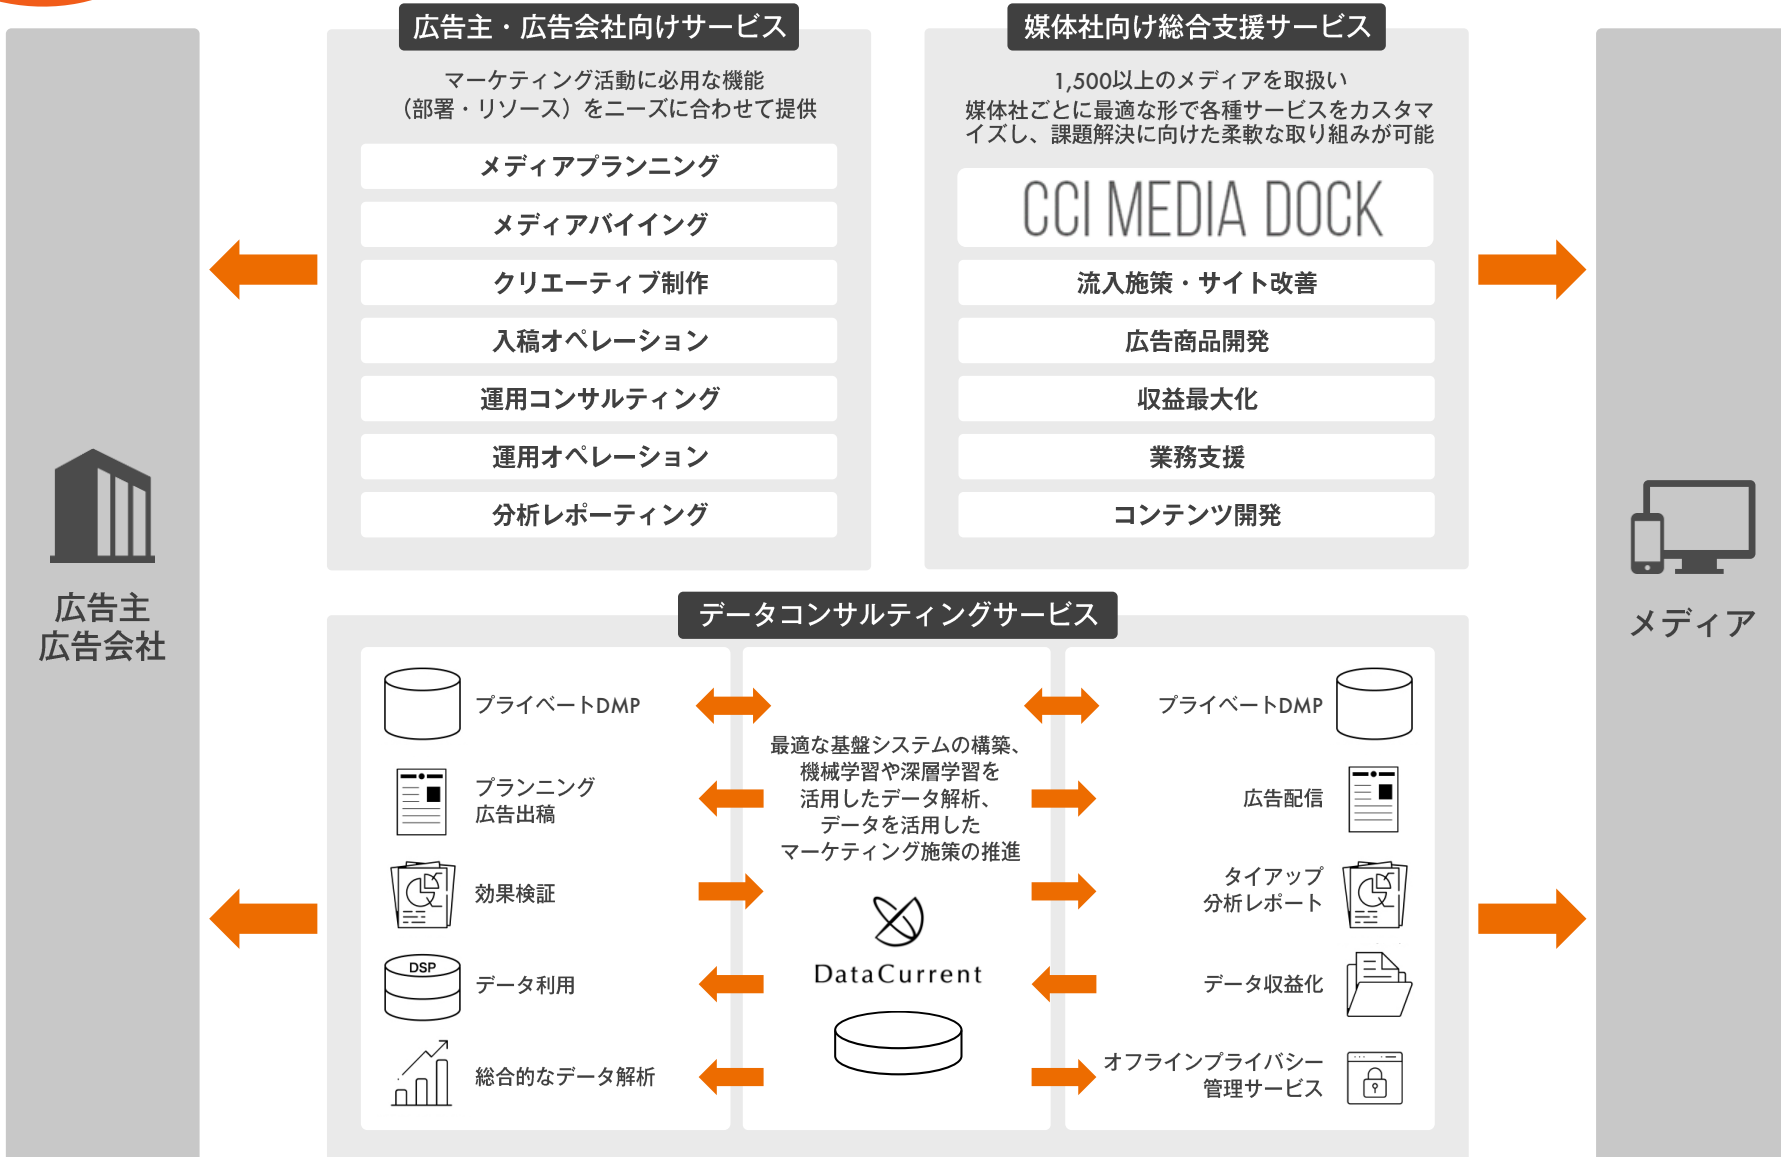 広告主・広告会社向けサービス
マーケティング活動に必用な機能
（部署・リソース）をニーズに合わせて提供
メディアプランニング
メディアバイイング
クリエーティブ制作
入稿オペレーション
運用コンサルティング
運用オペレーション
分析レポーティング
媒体社向け総合支援サービス
1,500以上のメディアを取扱い
媒体社ごとに最適な形で各種サービスをカスタマ
イズし、課題解決に向けた柔軟な取り組みが可能
CCI MEDIA DOCK
流入施策・サイト改善
広告商品開発
収益最大化
業務支援
コンテンツ開発
広告主
広告会社
メディア
データコンサルティングサービス
プライベートDMP
プランニング
広告出稿
効果検証
DSP
データ利用
総合的なデータ解析
最適な基盤システムの構築、
機械学習や深層学習を
活用したデータ解析、
データを活用した
マーケティング施策の推進
DataCurrent
プライベートDMP
広告配信
タイアップ
分析レポート
データ収益化
オフラインプライバシー
管理サービス